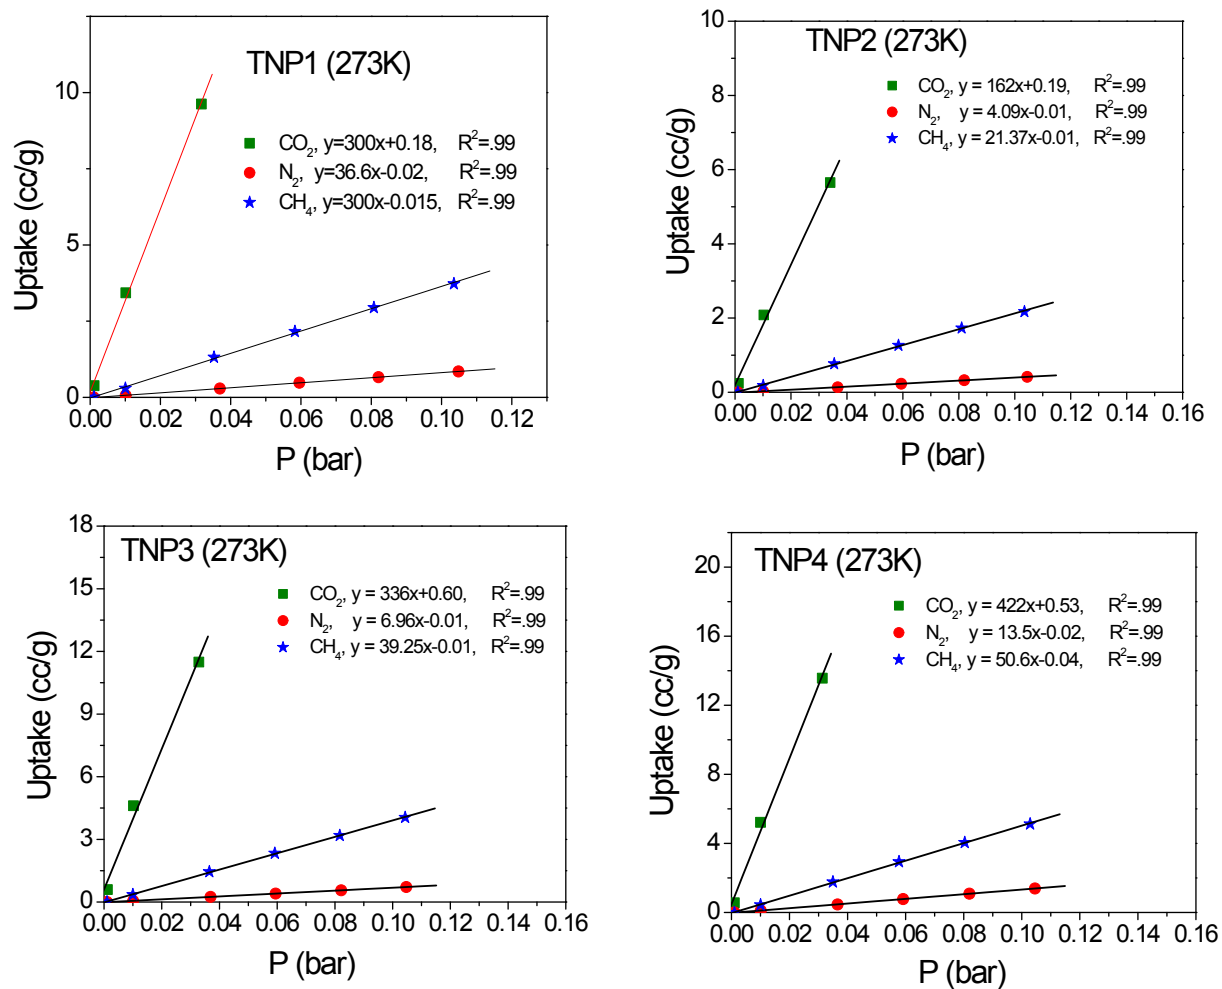 TNP1 (273K)
CO2, y=300x+0.18, R2=.99
N2, y=36.6x-0.02, R2=.99
CH4, y=300x-0.015, R2=.99
10
5
0
Uptake (cc/g)
0.00 0.02 0.04 0.06 0.08 0.10 0.12
P (bar)
TNP2 (273K)
CO2, y = 162x+0.19, R2=.99
N2, y = 4.09x-0.01, R2=.99
CH4, y = 21.37x-0.01, R2=.99
10
8
6
4
2
0
Uptake (cc/g)
0.00 0.02 0.04 0.06 0.08 0.10 0.12 0.14 0.16
P (bar)
TNP3 (273K)
CO2, y = 336x+0.60, R2=.99
N2, y = 6.96x-0.01, R2=.99
CH4, y = 39.25x-0.01, R2=.99
18
15
12
9
6
3
0
Uptake (cc/g)
0.00 0.02 0.04 0.06 0.08 0.10 0.12 0.14 0.16
P (bar)
TNP4 (273K)
CO2, y = 422x+0.53, R2=.99
N2, y = 13.5x-0.02, R2=.99
CH4, y = 50.6x-0.04, R2=.99
20
16
12
8
4
0
Uptake (cc/g)
0.00 0.02 0.04 0.06 0.08 0.10 0.12 0.14 0.16
P (bar)